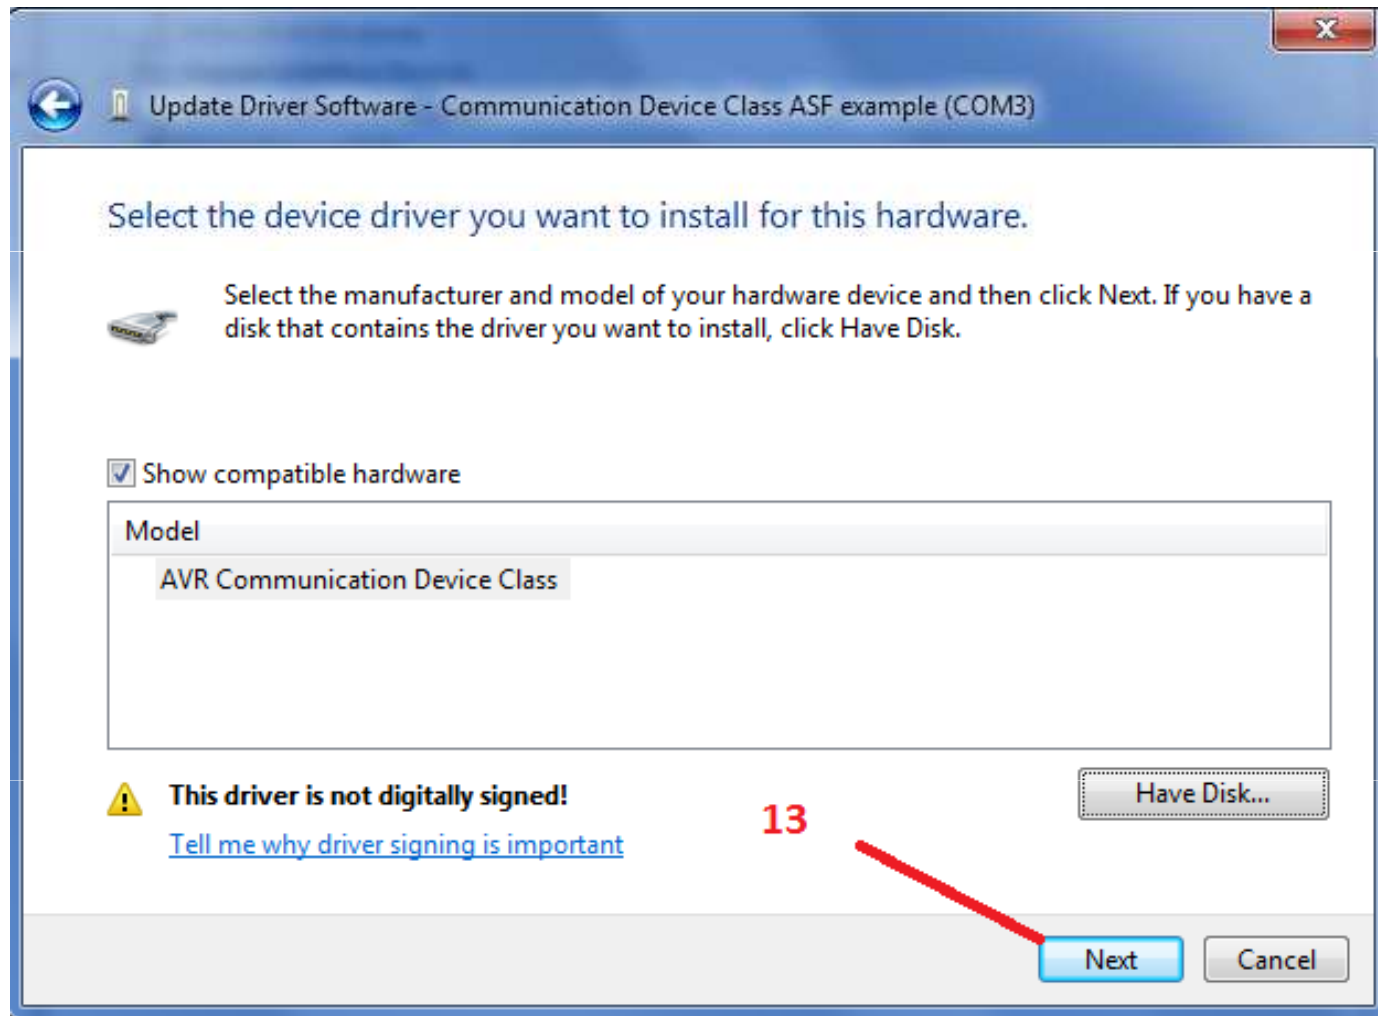 Update Driver Software - Communication Device Class ASF example (COM3)
Select the device driver you want to install for this hardware.
Select the manufacturer and model of your hardware device and then click Next. If you have a
disk that contains the driver you want to install, click Have Disk.
Show compatible hardware
Model
AVR Communication Device Class
This driver is not digitally signed!
Have Disk...
Tell me why driver signing is important
13
Next
Cancel